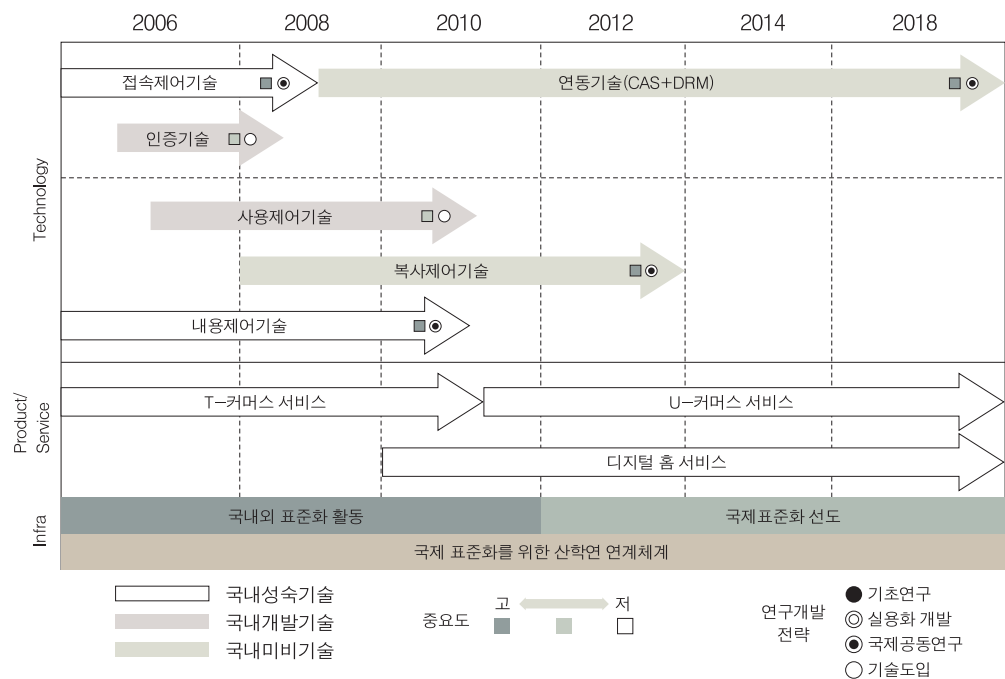 2006 2008 2010 2012 2014 2018
Technology
접속제어기술
연동기술(CAS+DRM)
인증기술
사용제어기술
복사제어기술
내용제어기술
Product/
Service
T-커머스 서비스
U-커머스 서비스
디지털 홈 서비스
Infra
국내외 표준화 활동
국제표준화 선도
국제 표준화를 위한 산학연 연계체계
국내성숙기술
국내개발기술
국내미비기술
중요도
고 저
연구개발
전략
기초연구
실용화 개발
국제공동연구
기술도입